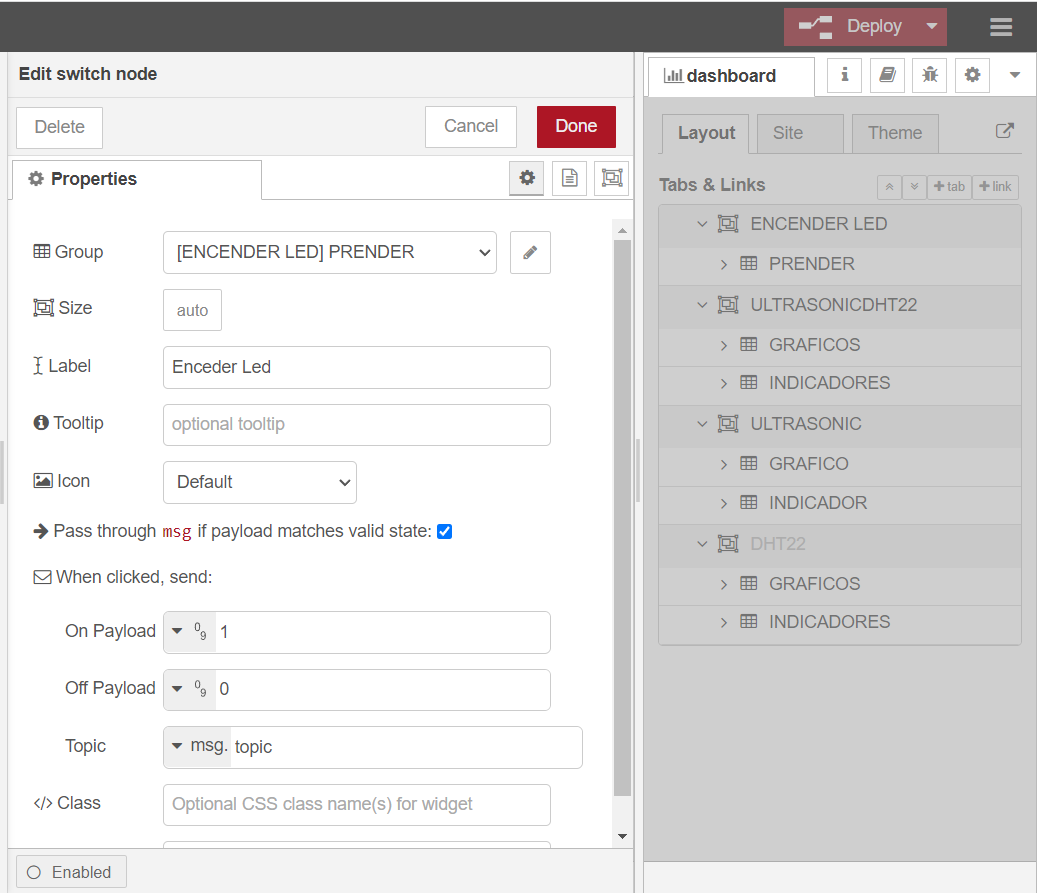 Deploy
Edit switch node
Delete
Cancel
Done
Properties
Group
[ENCENDER LED] PRENDER
Size
auto
Label
Enceder Led
Tooltip
optional tooltip
Icon
Default
Pass through msg if payload matches valid state:
When clicked, send:
On Payload
09
1
Off Payload
09
0
Topic
msg. topic
</> Class
Optional CSS class name(s) for widget
Enabled
dashboard
Layout
Site
Theme
Tabs & Links
+ tab
+ link
ENCENDER LED
PRENDER
ULTRASONICDHT22
GRAFICOS
INDICADORES
ULTRASONIC
GRAFICO
INDICADOR
DHT22
GRAFICOS
INDICADORES